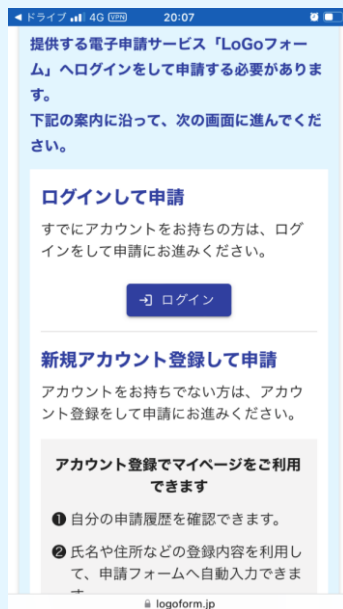 ◀ドライブ 4G VPN 20:07
提供する電子申請サービス「LoGoフォー
ム」へログインをして申請する必要がありま
す。
下記の案内に沿って、次の画面に進んでくだ
さい。
ログインして申請
すでにアカウントをお持ちの方は、ログ
インをして申請にお進みください。
ログイン
新規アカウント登録して申請
アカウントをお持ちでない方は、アカウ
ント登録をして申請にお進みください。
アカウント登録でマイページをご利用
できます
❶ 自分の申請履歴を確認できます。
❷ 氏名や住所などの登録内容を利用し
て、申請フォームへ自動入力できま
logoform.jp